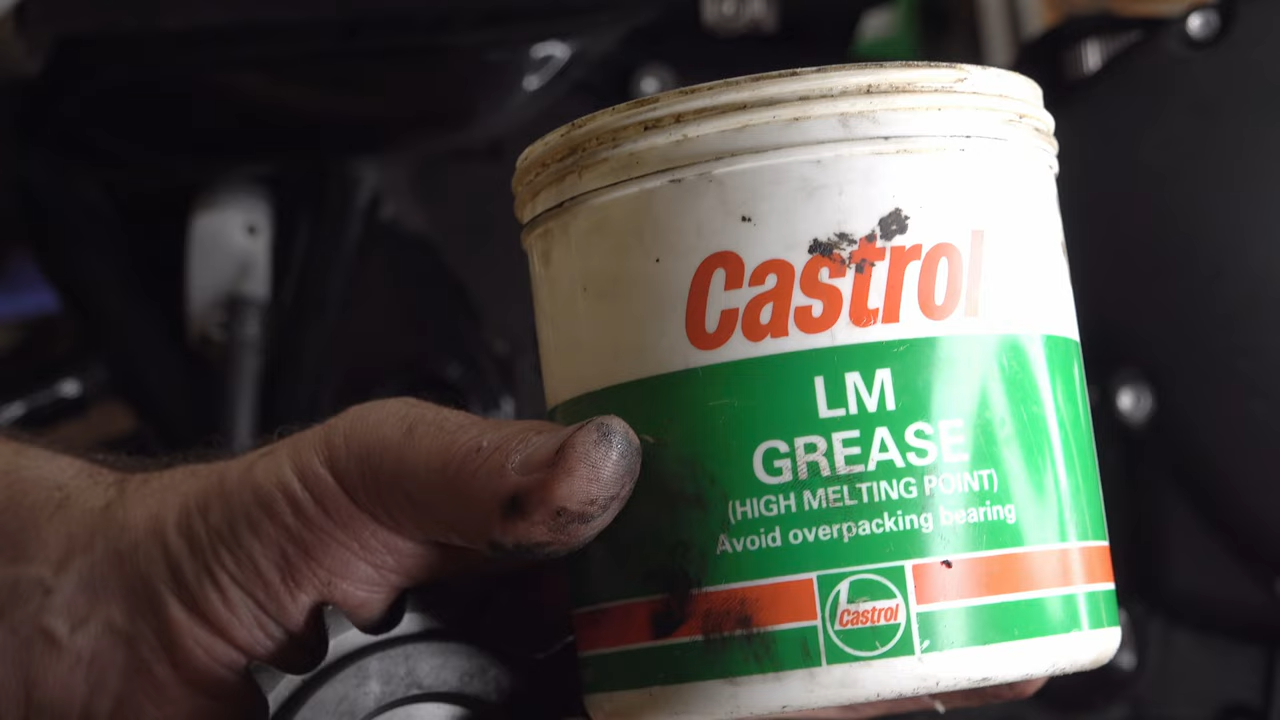 Castrol
LM
GREASE
(HIGH MELTING POINT)
Avoid overpacking bearing
Castrol